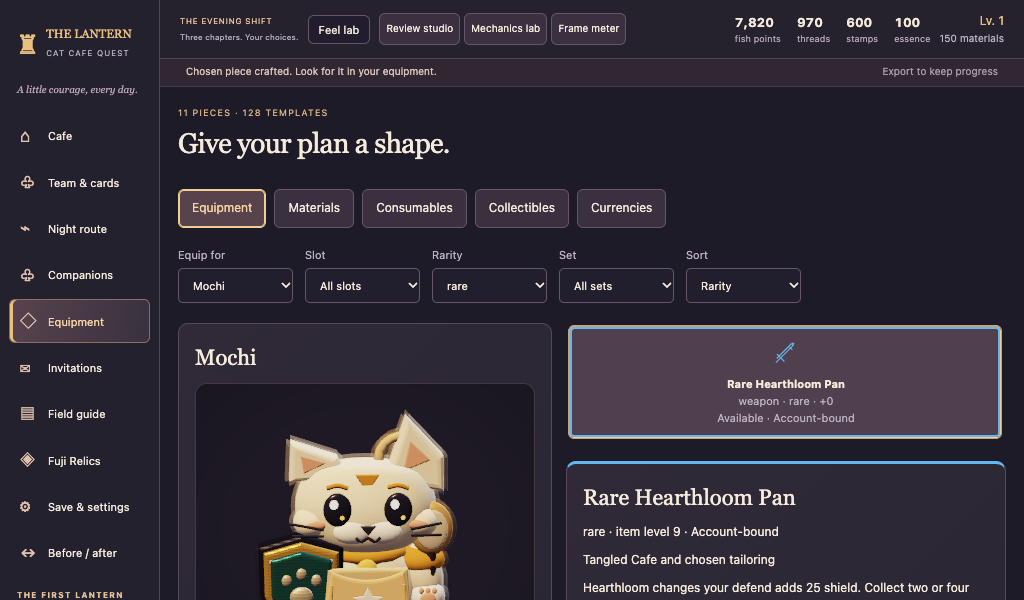 THE LANTERN
CAT CAFE QUEST
A little courage, every day.
Cafe
Team & cards
Night route
Companions
Equipment
Invitations
Field guide
Fuji Relics
Save & settings
Before / after
THE FIRST LANTERN
THE EVENING SHIFT
Three chapters. Your choices.
Feel lab
Review studio
Mechanics lab
Frame meter
7,820
fish points
970
threads
600
stamps
100
essence
Lv. 1
150 materials
Chosen piece crafted. Look for it in your equipment.
Export to keep progress
11 PIECES · 128 TEMPLATES
Give your plan a shape.
Equipment
Materials
Consumables
Collectibles
Currencies
Equip for
Slot
Rarity
Set
Sort
Mochi
All slots
rare
All sets
Rarity
Mochi
Rare Hearthloom Pan
weapon · rare · +0
Available · Account-bound
Rare Hearthloom Pan
rare · item level 9 · Account-bound
Tangled Cafe and chosen tailoring
Hearthloom changes your defend adds 25 shield. Collect two or four